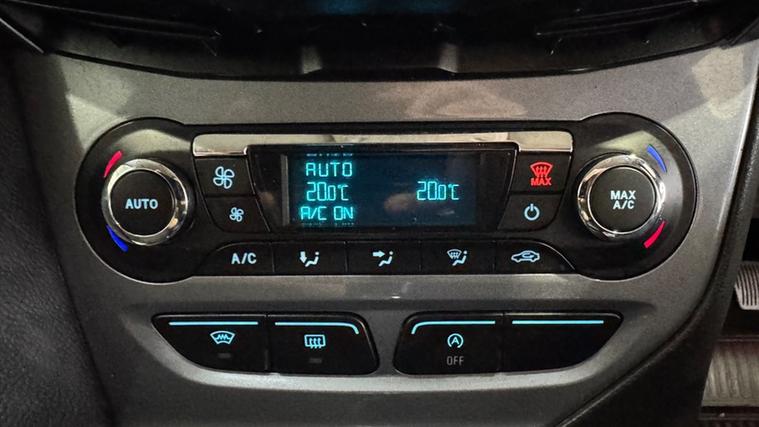 AUTO
20.0℃ 20.0℃
A/C ON
AUTO
MAX
MAX
A/C
A/C
A
OFF